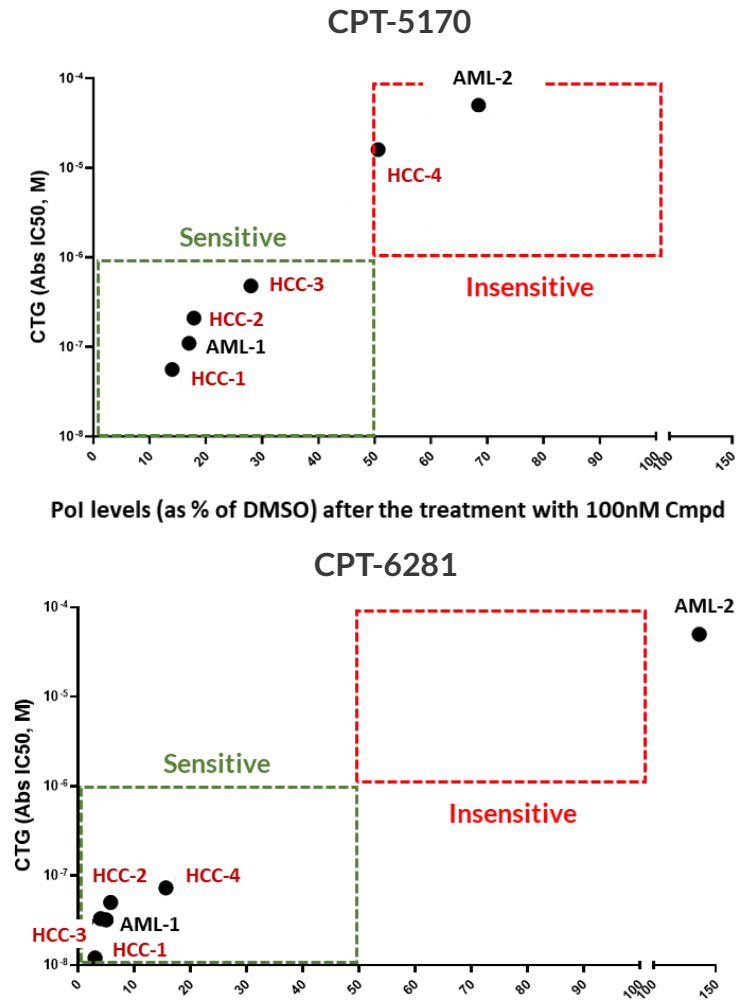 CPT-5170
10-4
AML-2
10-5
HCC-4
CTG (Abs IC50, M)
Sensitive
10-6
Insensitive
HCC-3
HCC-2
10-7
AML-1
HCC-1
10-8
0 10 20 30 40 50 60 70 80 90 100 100 150
PoI levels (as % of DMSO) after the treatment with 100nM Cmpd
CPT-6281
10-4
AML-2
10-5
CTG (Abs IC50, M)
Sensitive
10-6
Insensitive
10-7
HCC-2
HCC-4
AML-1
HCC-3
HCC-1
10-8
0 10 20 30 40 50 60 70 80 90 100 100 150